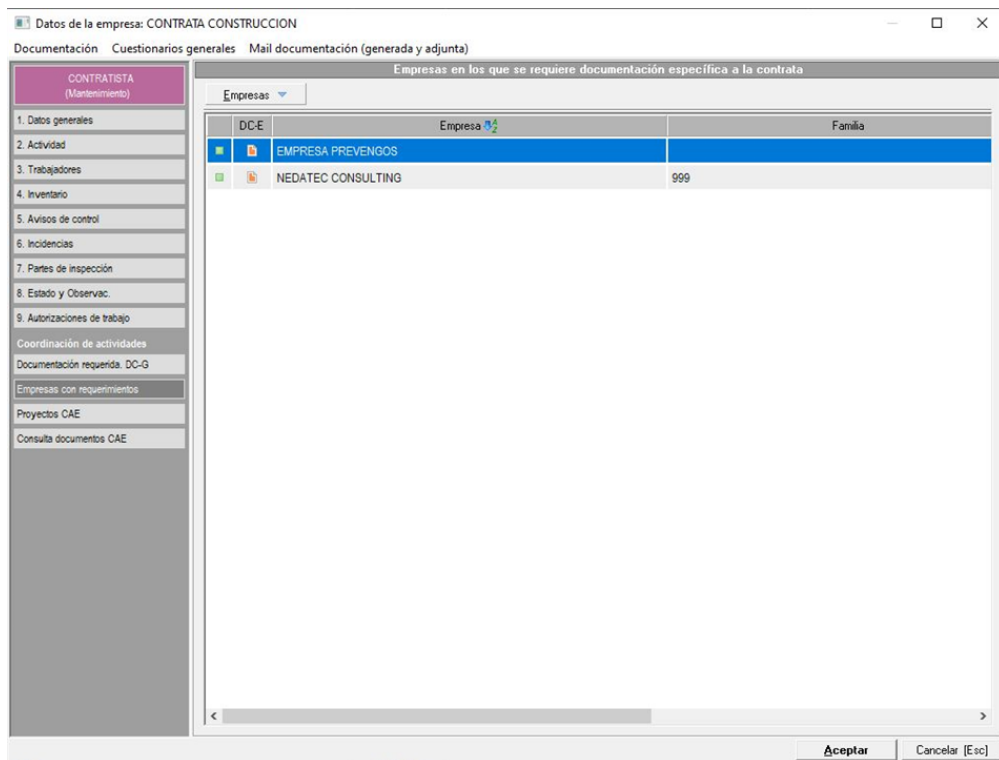 Datos de la empresa: CONTRATA CONSTRUCCION
Documentación Cuestionarios generales Mail documentación (generada y adjunta)
CONTRATISTA
(Mantenimiento)
1. Datos generales
2. Actividad
3. Trabajadores
4. Inventario
5. Avisos de control
6. Incidencias
7. Partes de inspección
8. Estado y Observac.
9. Autorizaciones de trabajo
Coordinación de actividades
Documentación requerida. DC-G
Empresas con requerimientos
Proyectos CAE
Consulta documentos CAE
Empresas en los que se requiere documentación específica a la contrata
Empresas
DC-E Empresa Familia
EMPRESA PREVENGOS
NEDATEC CONSULTING 999
Aceptar Cancelar [Esc]